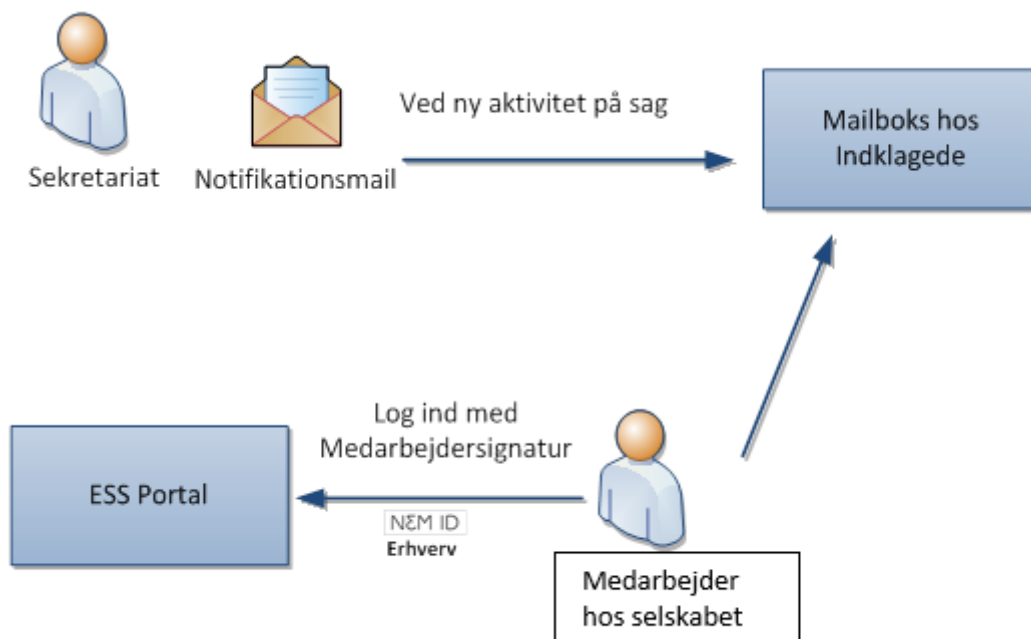 Sekretariat
Notifikationsmail
Ved ny aktivitet på sag
Mailboks hos
Indklagede
ESS Portal
Log ind med
Medarbejdersignatur
NEM ID
Erhverv
Medarbejder
hos selskabet